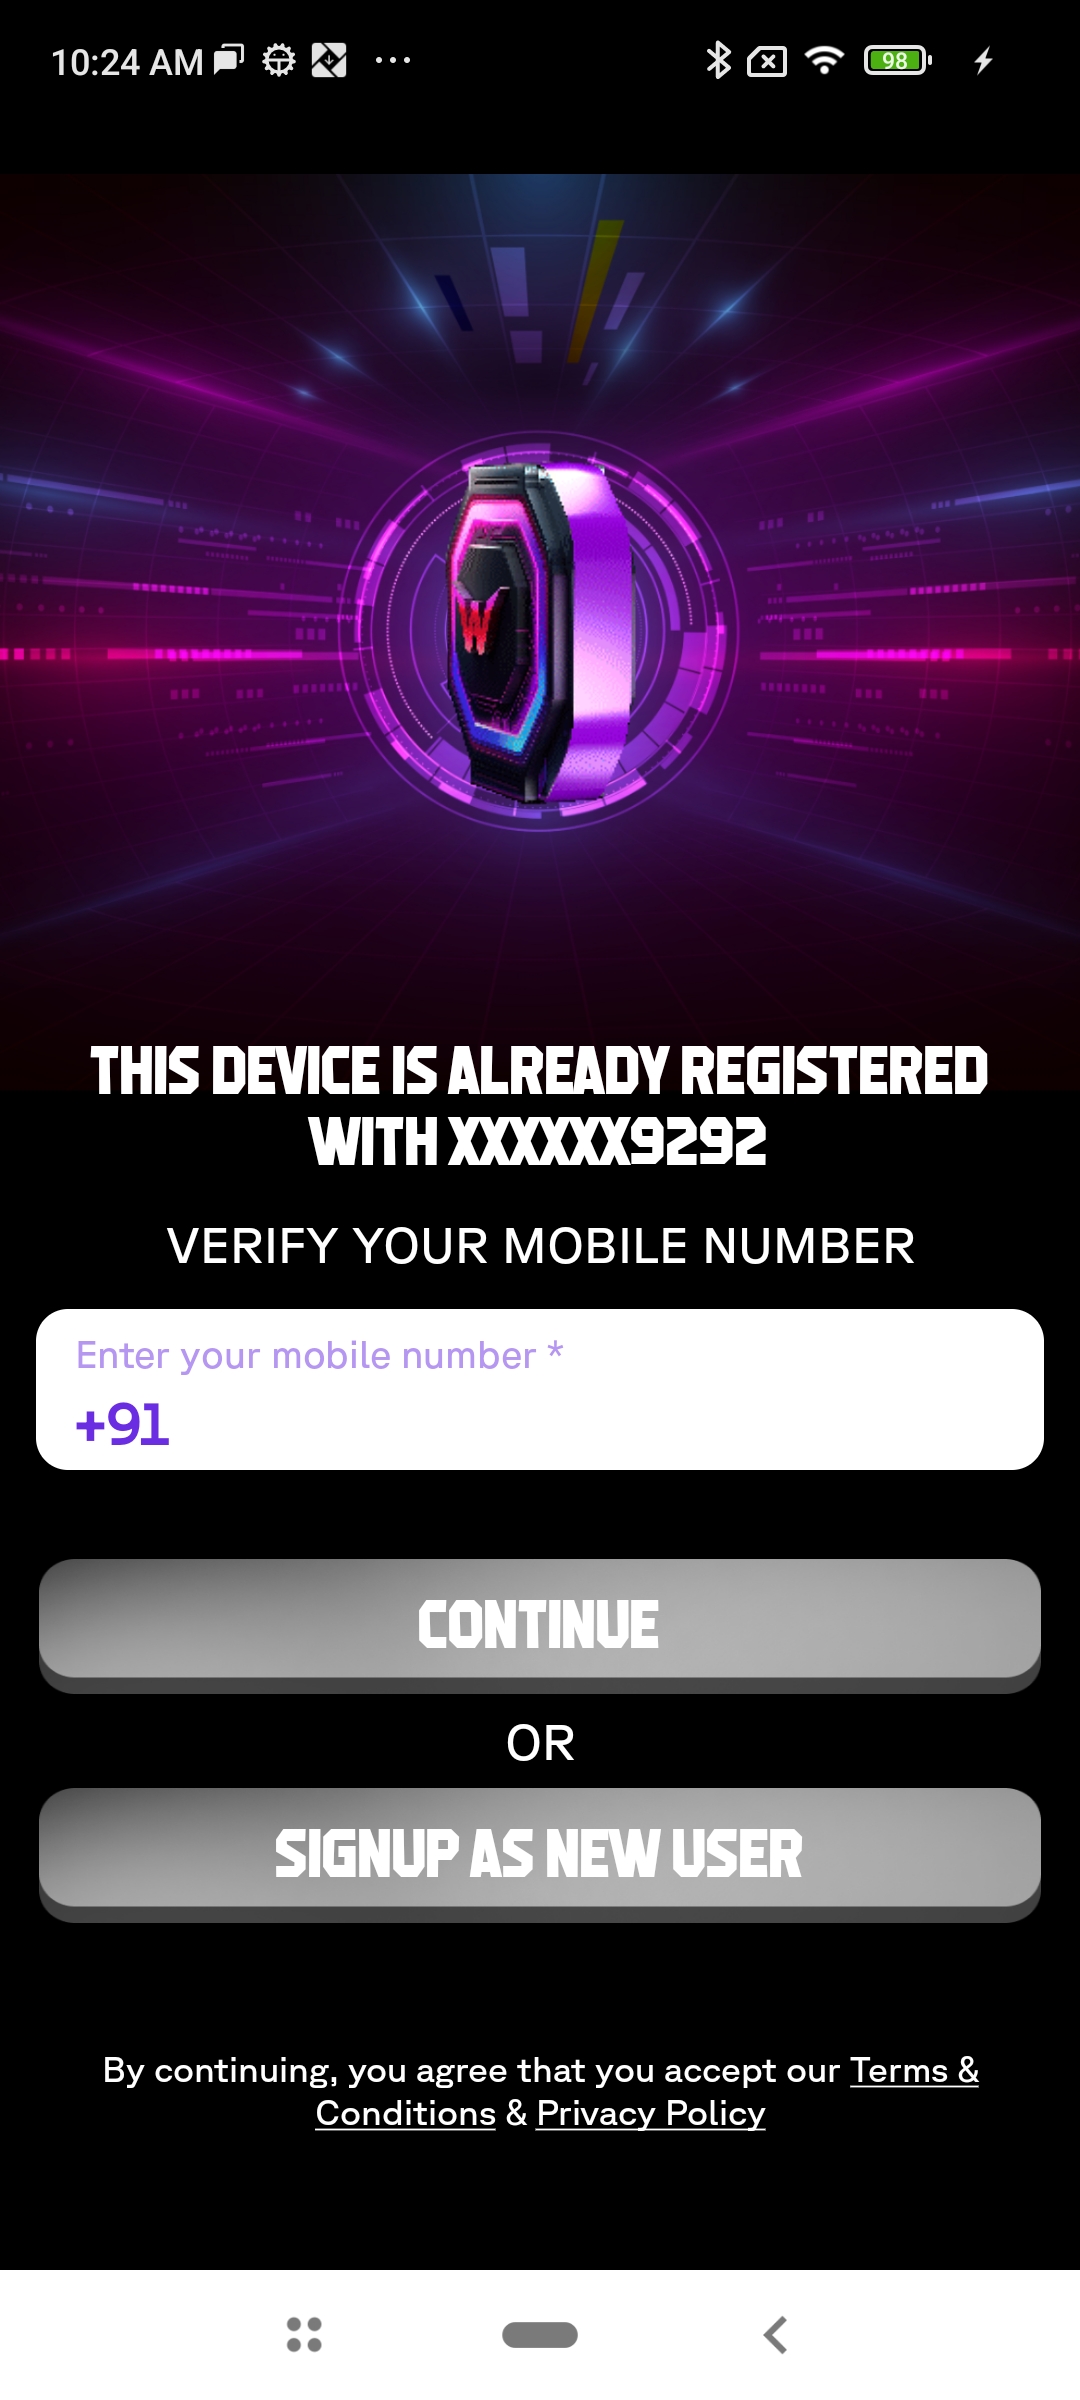 10:24 AM
98
W
THIS DEVICE IS ALREADY REGISTERED
WITH XXXXXX9292
VERIFY YOUR MOBILE NUMBER
Enter your mobile number *
+91
CONTINUE
OR
SIGNUP AS NEW USER
By continuing, you agree that you accept our Terms &
Conditions & Privacy Policy